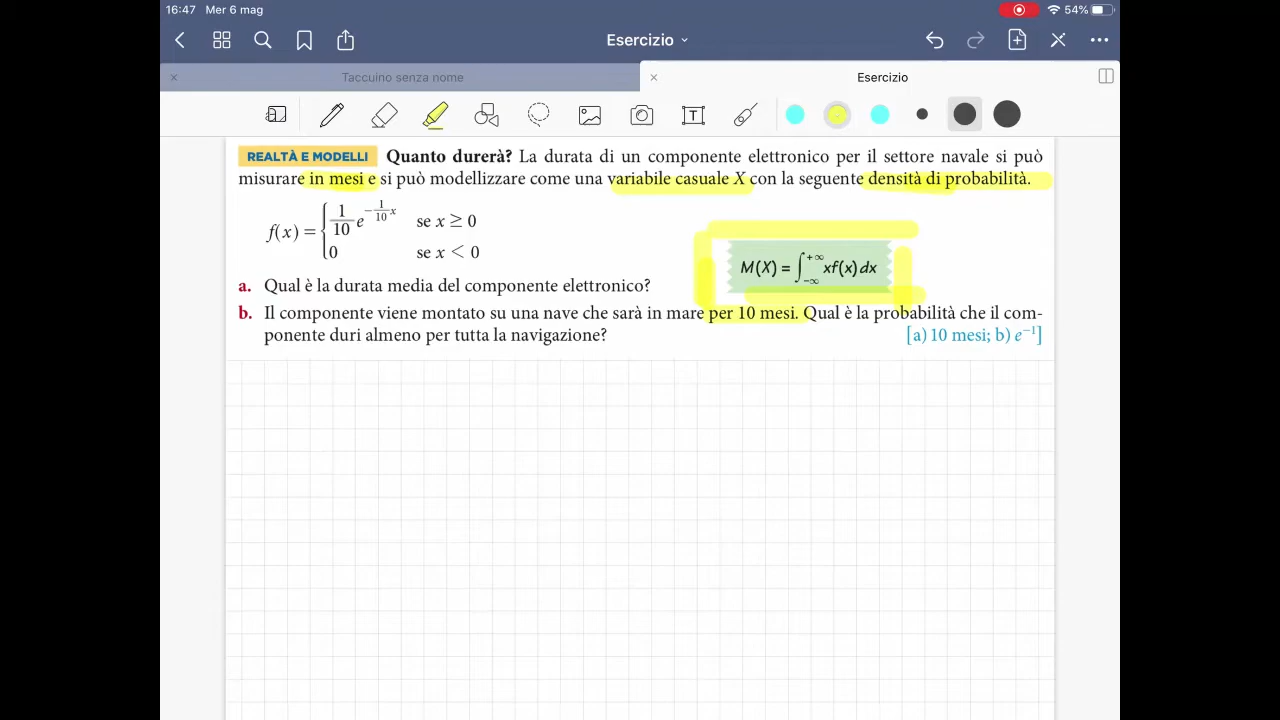 16:47 Mer 6 mag 54%
Esercizio
Taccuino senza nome Esercizio
T
REALTÀ E MODELLI Quanto durerà? La durata di un componente elettronico per il settore navale si può
misurare in mesi e si può modellizzare come una variabile casuale X con la seguente densità di probabilità.
f(x) = { 1/10 e^{-1/10 x} se x ≥ 0
0 se x < 0
M(X) = ∫_{-∞}^{+∞} xf(x) dx
a. Qual è la durata media del componente elettronico?
b. Il componente viene montato su una nave che sarà in mare per 10 mesi. Qual è la probabilità che il com-
ponente duri almeno per tutta la navigazione? [a) 10 mesi; b) e⁻¹]